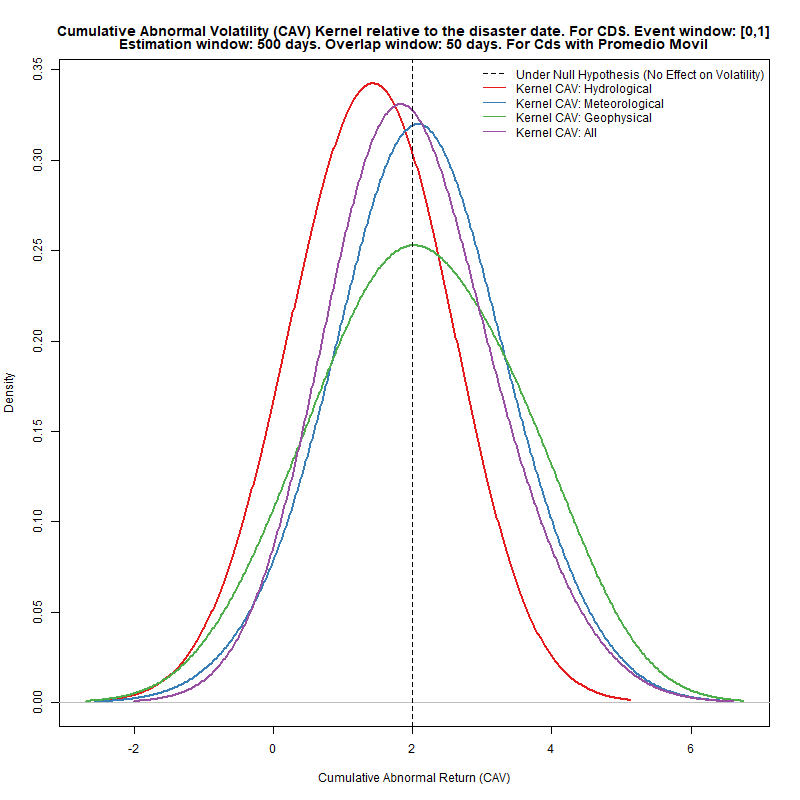 Cumulative Abnormal Volatility (CAV) Kernel relative to the disaster date. For CDS. Event window: [0,1]
Estimation window: 500 days. Overlap window: 50 days. For Cds with Promedio Movil
Under Null Hypothesis (No Effect on Volatility)
Kernel CAV: Hydrological
Kernel CAV: Meteorological
Kernel CAV: Geophysical
Kernel CAV: All
0.35
0.30
0.25
0.20
0.15
0.10
0.05
0.00
Density
-2 0 2 4 6
Cumulative Abnormal Return (CAV)